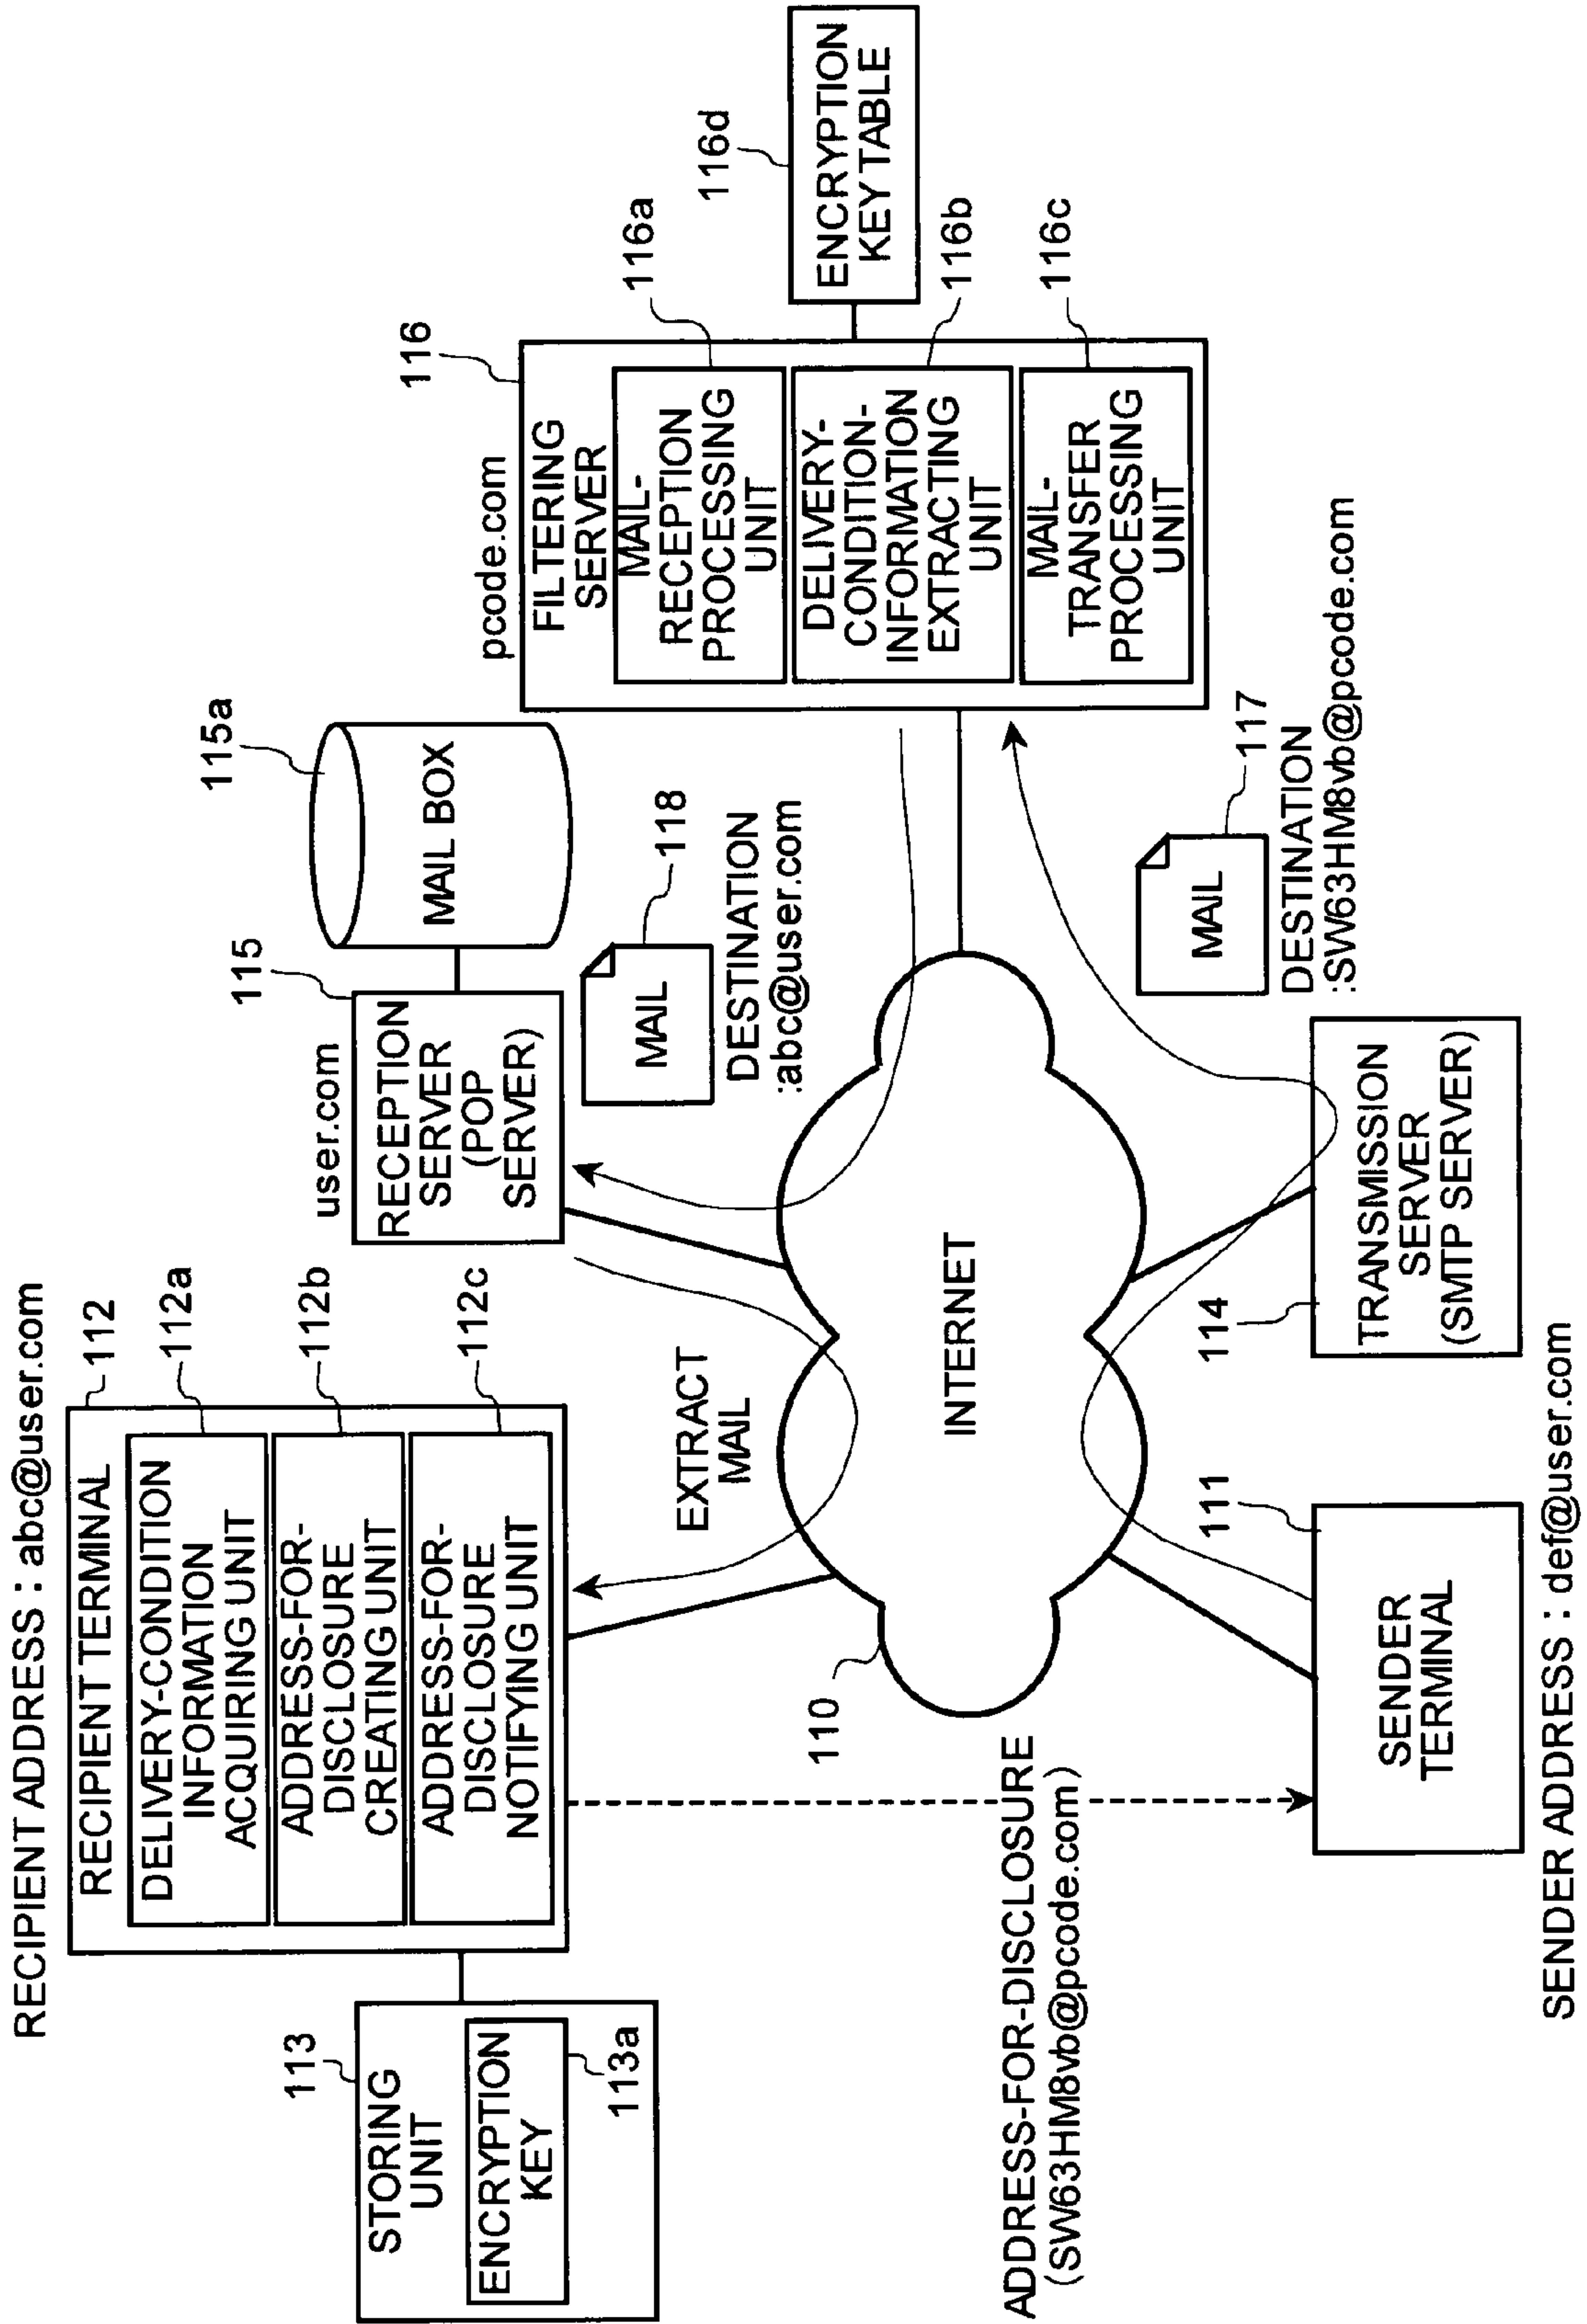 RECIPIENT ADDRESS : abc@user.com
112
RECIPIENT TERMINAL
112a
DELIVERY-CONDITION
INFORMATION
ACQUIRING UNIT
112b
ADDRESS-FOR-
DISCLOSURE
CREATING UNIT
112c
ADDRESS-FOR-
DISCLOSURE
NOTIFYING UNIT
113
STORING
UNIT
ENCRYPTION
KEY
113a
user.com
115
RECEPTION
SERVER
(POP
SERVER)
115a
MAIL BOX
MAIL
118
DESTINATION
:abc@user.com
EXTRACT
MAIL
pcode.com
116
FILTERING
SERVER
116a
MAIL-
RECEPTION
PROCESSING
UNIT
116b
DELIVERY-
CONDITION-
INFORMATION
EXTRACTING
UNIT
116c
MAIL-
TRANSFER
PROCESSING
UNIT
116d
ENCRYPTION
KEY TABLE
INTERNET
110
ADDRESS-FOR-DISCLOSURE
(SW63HM8vb@pcode.com)
MAIL
117
DESTINATION
:SW63HM8vb@pcode.com
111
SENDER
TERMINAL
114
TRANSMISSION
SERVER
(SMTP SERVER)
SENDER ADDRESS : def@user.com